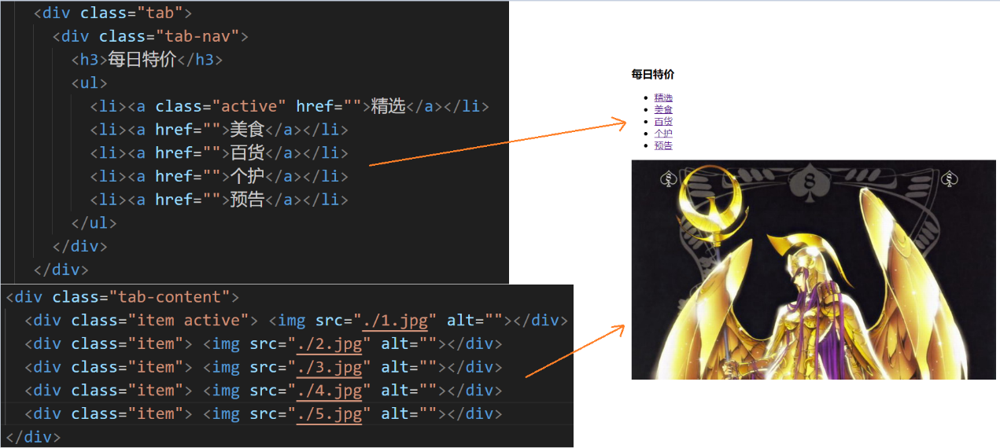 <div class="tab">
<div class="tab-nav">
<h3>每日特价</h3>
<ul>
<li><a class="active" href="">精选</a></li>
<li><a href="">美食</a></li>
<li><a href="">百货</a></li>
<li><a href="">个护</a></li>
<li><a href="">预告</a></li>
</ul>
</div>
</div>
<div class="tab-content">
<div class="item active"> <img src="./1.jpg" alt=""></div>
<div class="item"> <img src="./2.jpg" alt=""></div>
<div class="item"> <img src="./3.jpg" alt=""></div>
<div class="item"> <img src="./4.jpg" alt=""></div>
<div class="item"> <img src="./5.jpg" alt=""></div>
</div>
每日特价
精选
美食
百货
个护
预告
8
8
8